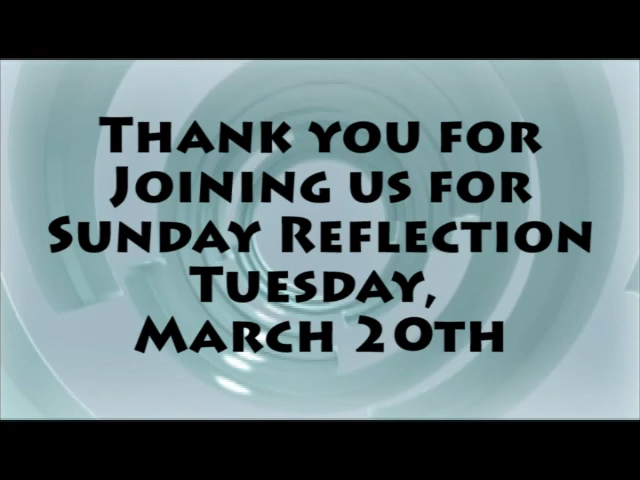 Thank you for
Joining us for
Sunday Reflection
Tuesday,
March 20th